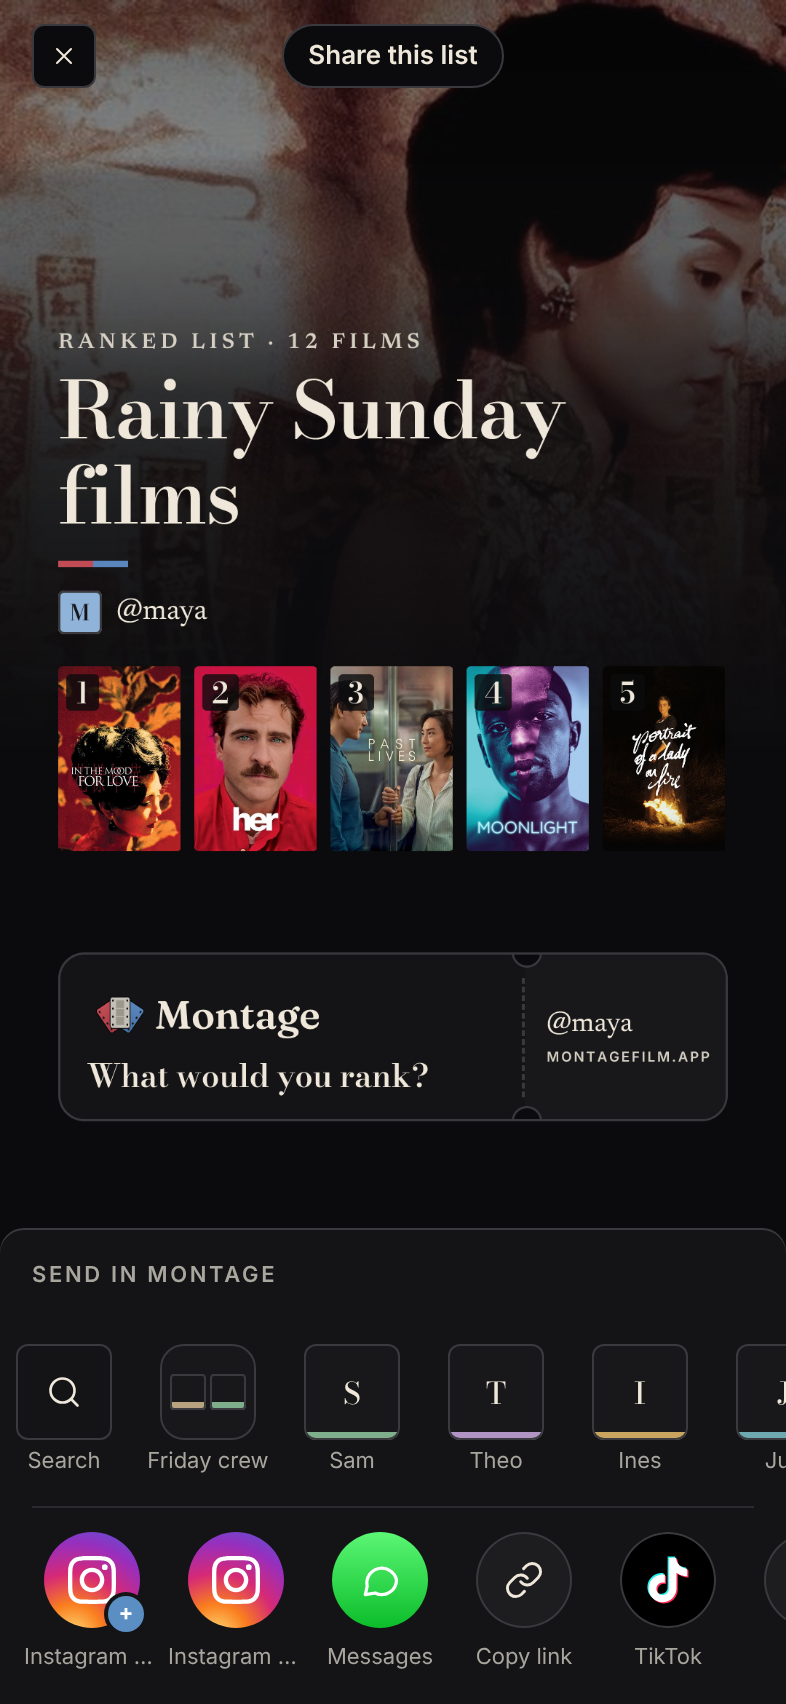 Share this list
RANKED LIST · 12 FILMS
Rainy Sunday
films
M @maya
1 2 3 4 5
IN THE MOOD
FOR LOVE
her
PAST
LIVES
MOONLIGHT
portrait
of a lady
on
fire
Montage
What would you rank?
@maya
MONTAGEFILM.APP
SEND IN MONTAGE
S T I J
Search Friday crew Sam Theo Ines Ju
Instagram ... Instagram ... Messages Copy link TikTok